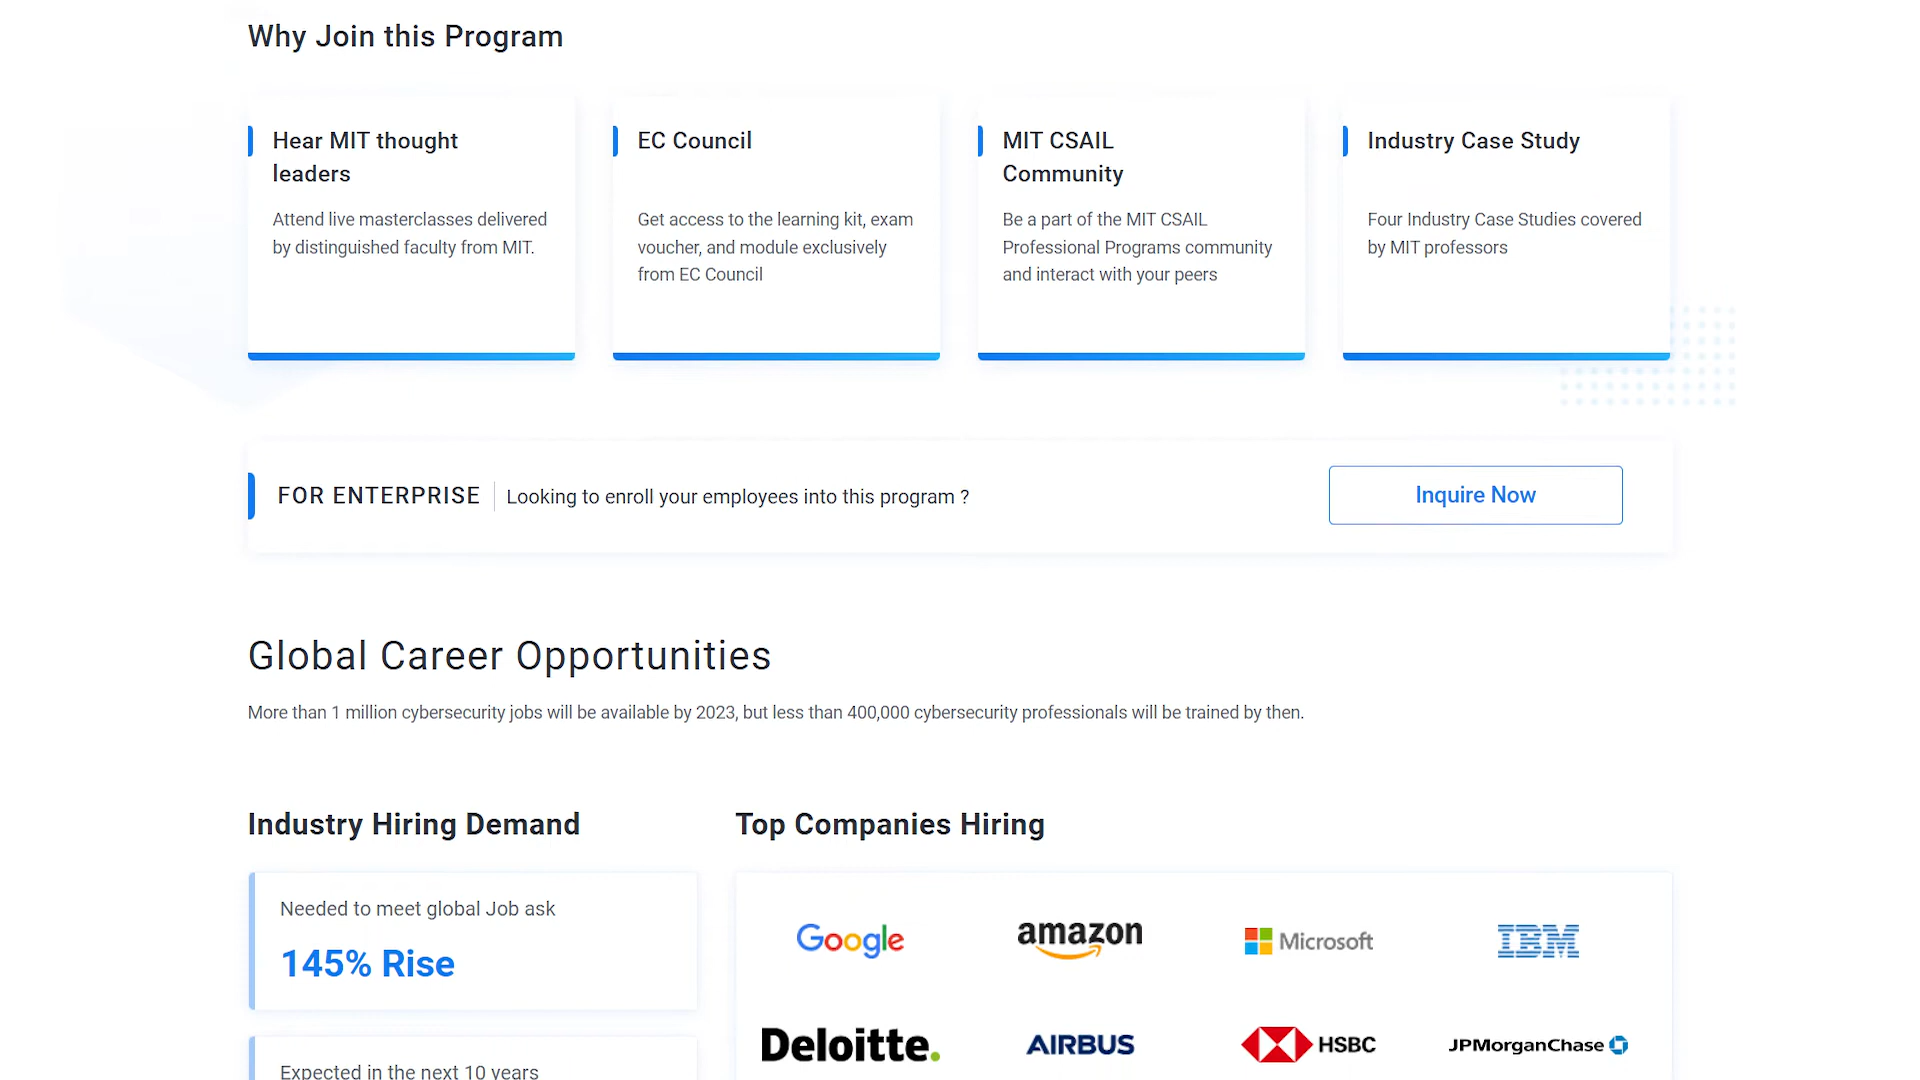 Why Join this Program
Hear MIT thought
leaders
Attend live masterclasses delivered
by distinguished faculty from MIT.
EC Council
Get access to the learning kit, exam
voucher, and module exclusively
from EC Council
MIT CSAIL
Community
Be a part of the MIT CSAIL
Professional Programs community
and interact with your peers
Industry Case Study
Four Industry Case Studies covered
by MIT professors
FOR ENTERPRISE Looking to enroll your employees into this program ?
Inquire Now
Global Career Opportunities
More than 1 million cybersecurity jobs will be available by 2023, but less than 400,000 cybersecurity professionals will be trained by then.
Industry Hiring Demand
Needed to meet global Job ask
145% Rise
Expected in the next 10 years
Top Companies Hiring
Google amazon Microsoft IBM
Deloitte. AIRBUS HSBC JPMorganChase